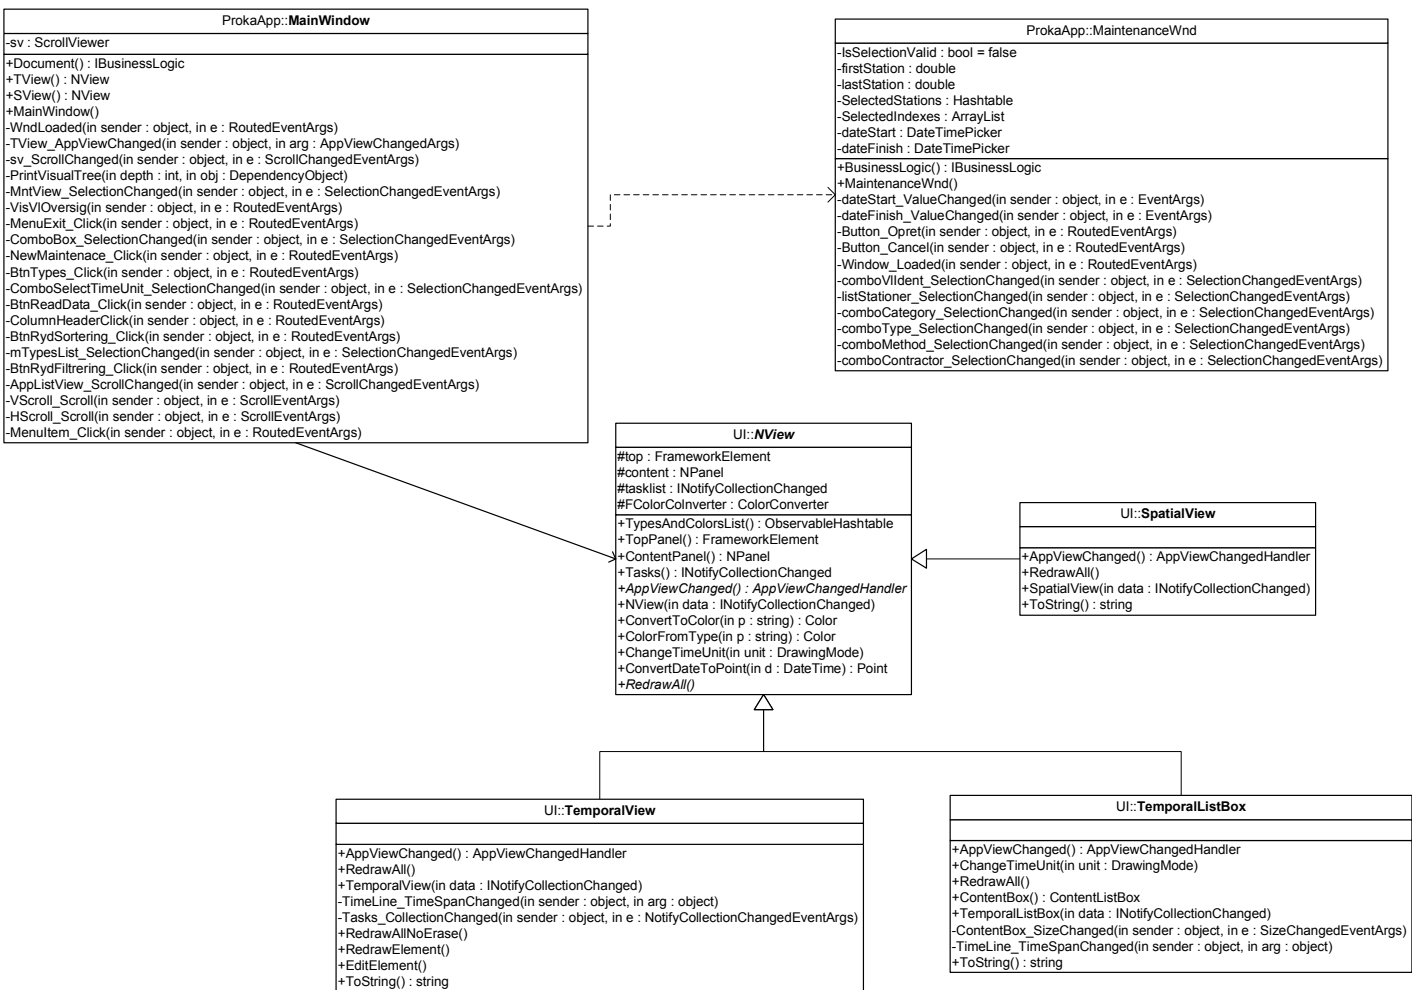 ProkaApp::MainWindow
-sv : ScrollViewer
+Document() : IBusinessLogic
+TView() : NView
+SView() : NView
+MainWindow()
-WndLoaded(in sender : object, in e : RoutedEventArgs)
-TView_AppViewChanged(in sender : object, in arg : AppViewChangedArgs)
-sv_ScrollChanged(in sender : object, in e : ScrollChangedEventArgs)
-PrintVisualTree(in depth : int, in obj : DependencyObject)
-MntView_SelectionChanged(in sender : object, in e : SelectionChangedEventArgs)
-VisVlOversig(in sender : object, in e : RoutedEventArgs)
-MenuExit_Click(in sender : object, in e : RoutedEventArgs)
-ComboBox_SelectionChanged(in sender : object, in e : SelectionChangedEventArgs)
-NewMaintenace_Click(in sender : object, in e : RoutedEventArgs)
-BtnTypes_Click(in sender : object, in e : RoutedEventArgs)
-ComboSelectTimeUnit_SelectionChanged(in sender : object, in e : SelectionChangedEventArgs)
-BtnReadData_Click(in sender : object, in e : RoutedEventArgs)
-ColumnHeaderClick(in sender : object, in e : RoutedEventArgs)
-BtnRydSortering_Click(in sender : object, in e : RoutedEventArgs)
-mTypesList_SelectionChanged(in sender : object, in e : SelectionChangedEventArgs)
-BtnRydFiltrering_Click(in sender : object, in e : RoutedEventArgs)
-AppListView_ScrollChanged(in sender : object, in e : ScrollChangedEventArgs)
-VScroll_Scroll(in sender : object, in e : ScrollEventArgs)
-HScroll_Scroll(in sender : object, in e : ScrollEventArgs)
-MenuItem_Click(in sender : object, in e : RoutedEventArgs)
ProkaApp::MaintenanceWnd
-IsSelectionValid : bool = false
-firstStation : double
-lastStation : double
-SelectedStations : Hashtable
-SelectedIndexes : ArrayList
-dateStart : DateTimePicker
-dateFinish : DateTimePicker
+BusinessLogic() : IBusinessLogic
+MaintenanceWnd()
-dateStart_ValueChanged(in sender : object, in e : EventArgs)
-dateFinish_ValueChanged(in sender : object, in e : EventArgs)
-Button_Opret(in sender : object, in e : RoutedEventArgs)
-Button_Cancel(in sender : object, in e : RoutedEventArgs)
-Window_Loaded(in sender : object, in e : RoutedEventArgs)
-comboVlIdent_SelectionChanged(in sender : object, in e : SelectionChangedEventArgs)
-listStationer_SelectionChanged(in sender : object, in e : SelectionChangedEventArgs)
-comboCategory_SelectionChanged(in sender : object, in e : SelectionChangedEventArgs)
-comboType_SelectionChanged(in sender : object, in e : SelectionChangedEventArgs)
-comboMethod_SelectionChanged(in sender : object, in e : SelectionChangedEventArgs)
-comboContractor_SelectionChanged(in sender : object, in e : SelectionChangedEventArgs)
UI::NView
#top : FrameworkElement
#content : NPanel
#tasklist : INotifyCollectionChanged
#FColorColnverter : ColorConverter
+TypesAndColorsList() : ObservableHashtable
+TopPanel() : FrameworkElement
+ContentPanel() : NPanel
+Tasks() : INotifyCollectionChanged
+AppViewChanged() : AppViewChangedHandler
+NView(in data : INotifyCollectionChanged)
+ConvertToColor(in p : string) : Color
+ColorFromType(in p : string) : Color
+ChangeTimeUnit(in unit : DrawingMode)
+ConvertDateToPoint(in d : DateTime) : Point
+RedrawAll()
UI::SpatialView
+AppViewChanged() : AppViewChangedHandler
+RedrawAll()
+SpatialView(in data : INotifyCollectionChanged)
+ToString() : string
UI::TemporalView
+AppViewChanged() : AppViewChangedHandler
+RedrawAll()
+TemporalView(in data : INotifyCollectionChanged)
-TimeLine_TimeSpanChanged(in sender : object, in arg : object)
-Tasks_CollectionChanged(in sender : object, in e : NotifyCollectionChangedEventArgs)
+RedrawAllNoErase()
+RedrawElement()
+EditElement()
+ToString() : string
UI::TemporalListBox
+AppViewChanged() : AppViewChangedHandler
+ChangeTimeUnit(in unit : DrawingMode)
+RedrawAll()
+ContentBox() : ContentListBox
+TemporalListBox(in data : INotifyCollectionChanged)
-ContentBox_SizeChanged(in sender : object, in e : SizeChangedEventArgs)
-TimeLine_TimeSpanChanged(in sender : object, in arg : object)
+ToString() : string